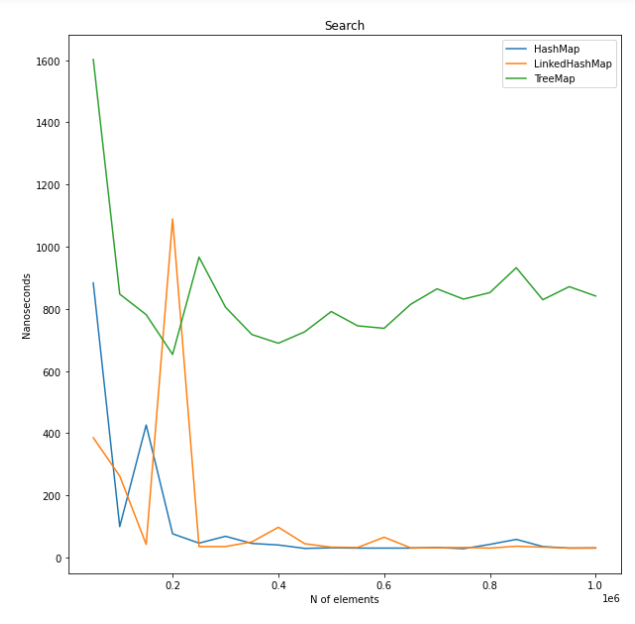 Search
HashMap
LinkedHashMap
TreeMap
1600
1400
1200
1000
800
600
400
200
0
Nanoseconds
0.2 0.4 0.6 0.8 1.0
1e6
N of elements